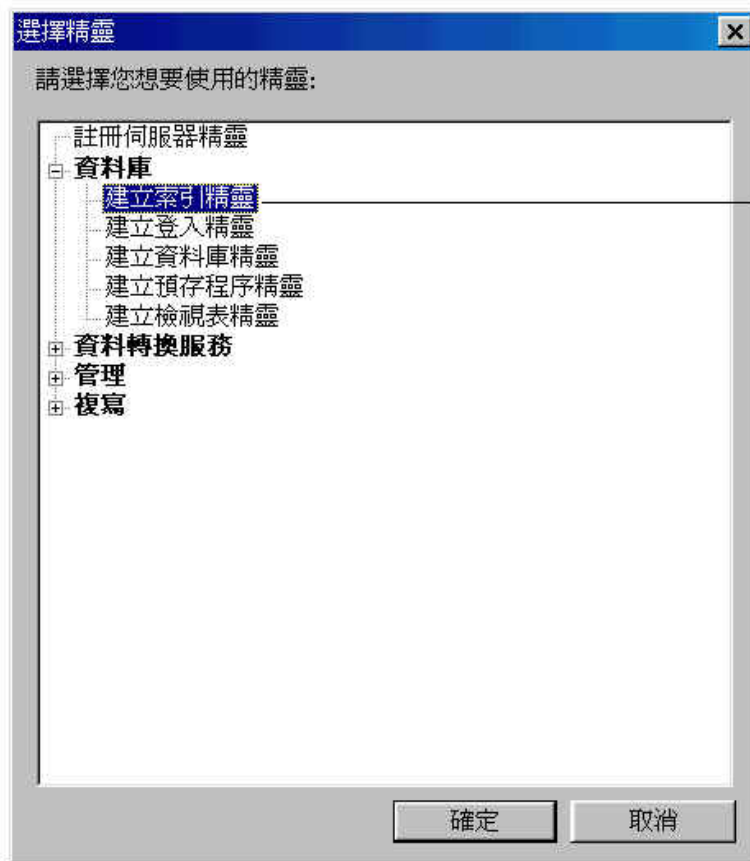 選擇精靈
請選擇您想要使用的精靈:
註冊伺服器精靈
資料庫
建立索引精靈
建立登入精靈
建立資料庫精靈
建立預存程序精靈
建立檢視表精靈
資料轉換服務
管理
複寫
確定
取消